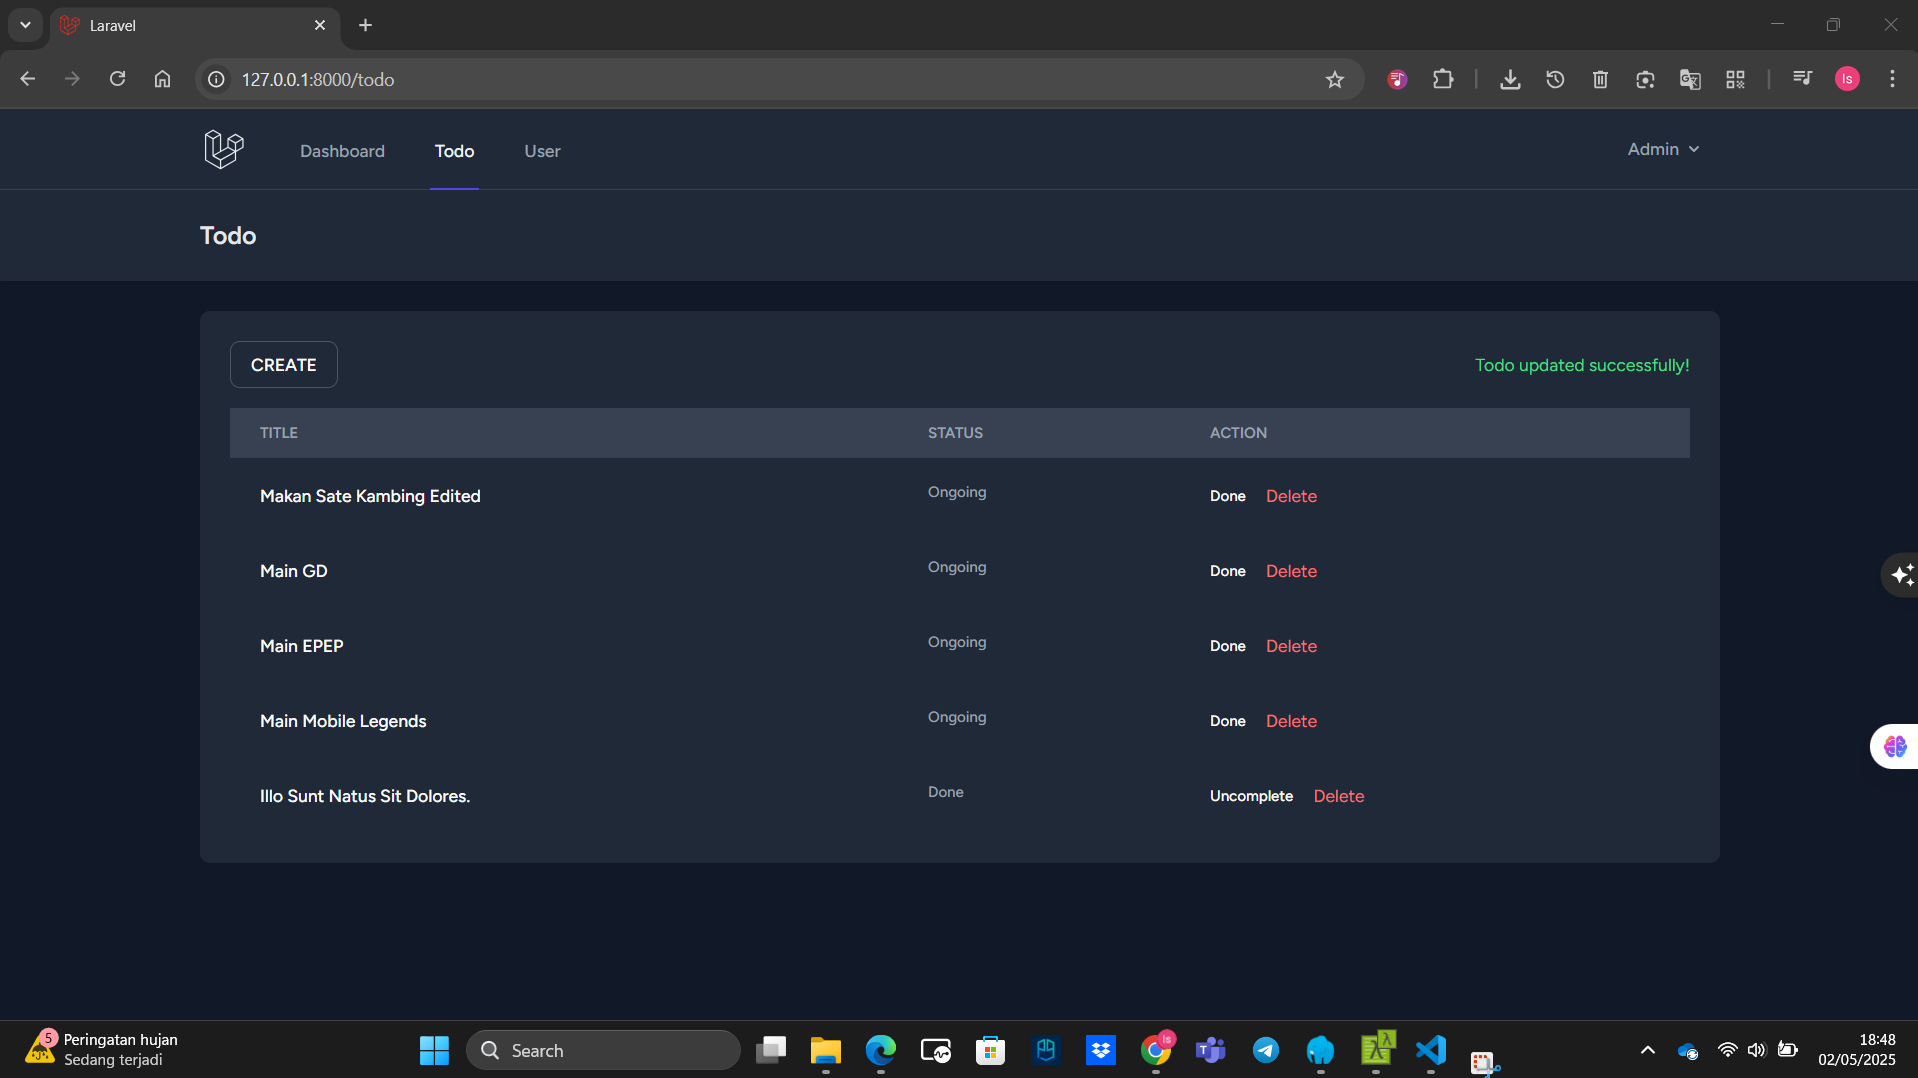 Laravel
127.0.0.1:8000/todo
Is
Dashboard Todo User Admin
Todo
CREATE Todo updated successfully!
TITLE STATUS ACTION
Makan Sate Kambing Edited Ongoing Done Delete
Main GD Ongoing Done Delete
Main EPEP Ongoing Done Delete
Main Mobile Legends Ongoing Done Delete
Illo Sunt Natus Sit Dolores. Done Uncomplete Delete
5
Peringatan hujan
Sedang terjadi
Search
Is
18:48
02/05/2025